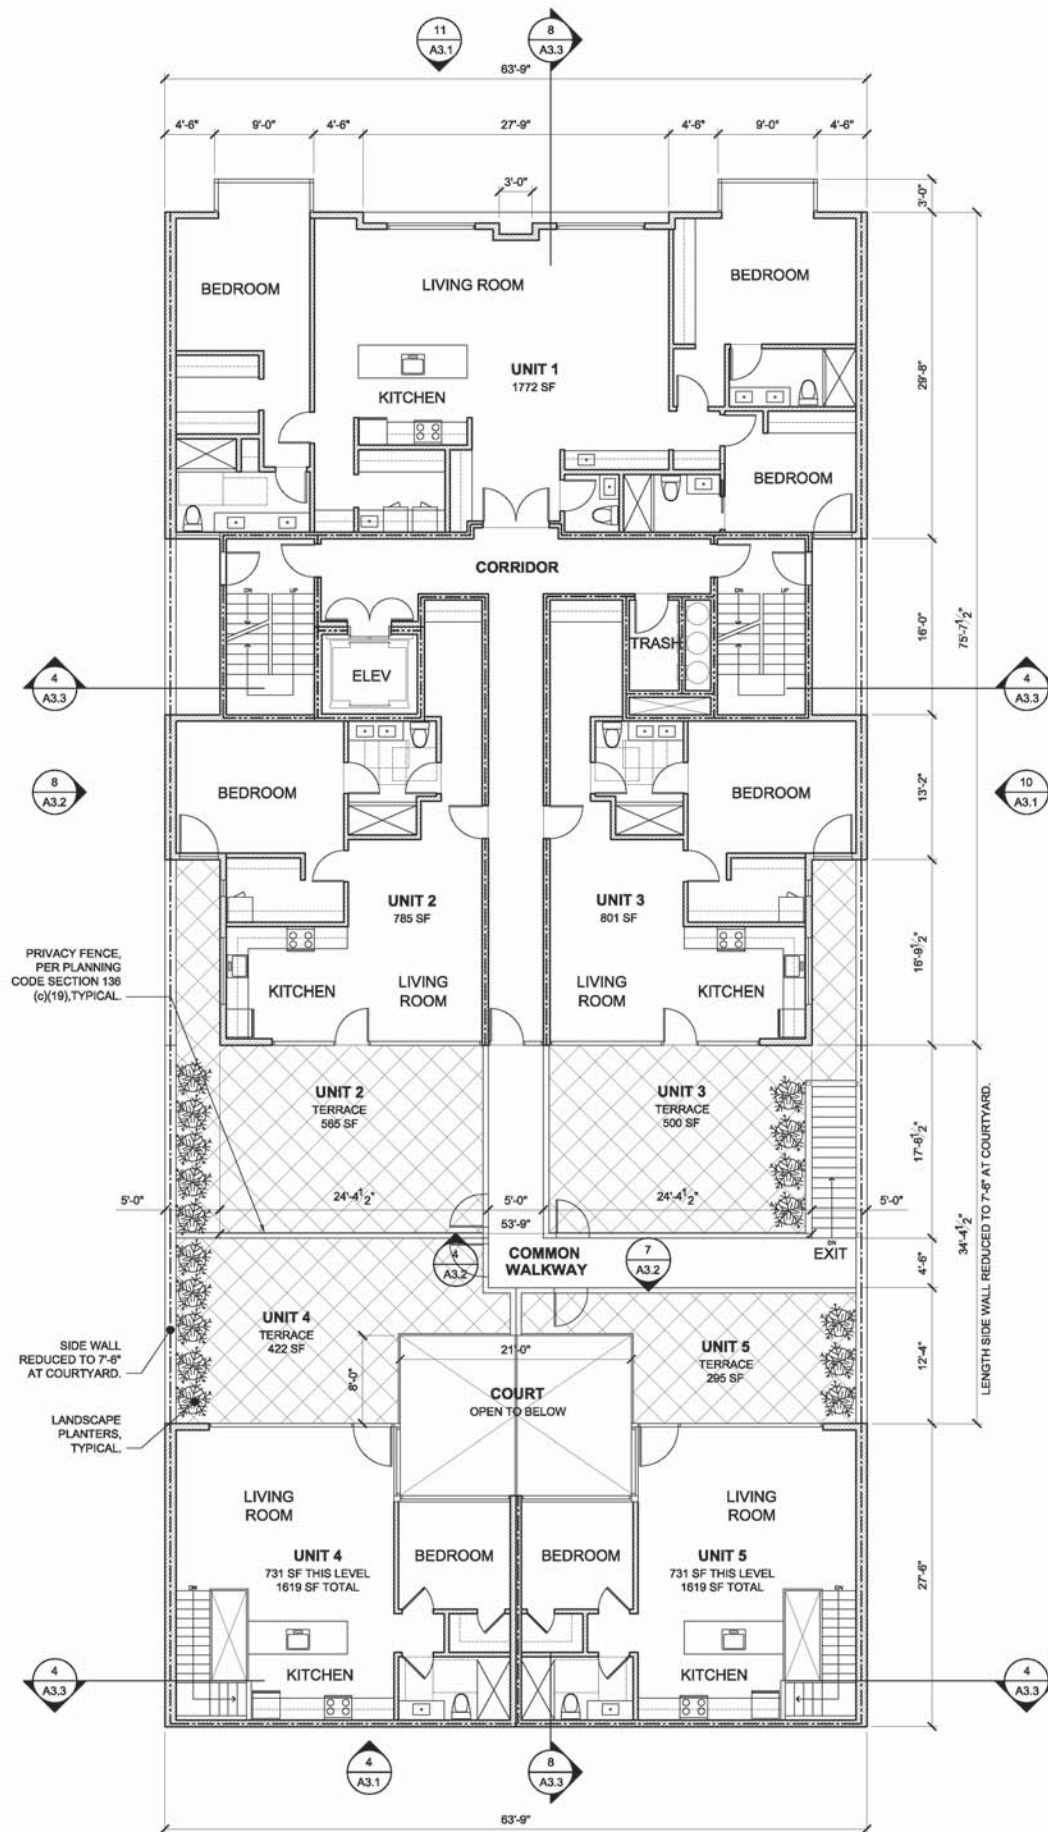 11
A3.1
8
A3.3
63'-9"
4'-6"
9'-0"
4'-6"
27'-9"
4'-6"
9'-0"
4'-6"
3'-0"
3'-0"
BEDROOM
LIVING ROOM
BEDROOM
UNIT 1
1772 SF
KITCHEN
29'-8"
BEDROOM
CORRIDOR
DN
UP
DN
UP
TRASH
ELEV
16'-0"
75'-7½"
4
A3.3
4
A3.3
8
A3.2
BEDROOM
BEDROOM
13'-2"
10
A3.1
UNIT 2
785 SF
UNIT 3
801 SF
PRIVACY FENCE,
PER PLANNING
CODE SECTION 136
(c)(19),TYPICAL.
KITCHEN
LIVING
ROOM
LIVING
ROOM
KITCHEN
16'-9½"
UNIT 2
TERRACE
565 SF
UNIT 3
TERRACE
500 SF
17'-6½"
5'-0"
24'-4½"
5'-0"
24'-4½"
5'-0"
53'-9"
4
A3.2
COMMON
WALKWAY
7
A3.2
DN
EXIT
4'-6"
34'-4½"
LENGTH SIDE WALL REDUCED TO 7'-6" AT COURTYARD.
UNIT 4
TERRACE
422 SF
UNIT 5
TERRACE
295 SF
12'-4"
SIDE WALL
REDUCED TO 7'-6"
AT COURTYARD.
21'-0"
8'-0"
COURT
OPEN TO BELOW
LANDSCAPE
PLANTERS,
TYPICAL.
LIVING
ROOM
LIVING
ROOM
UNIT 4
731 SF THIS LEVEL
1619 SF TOTAL
BEDROOM
BEDROOM
UNIT 5
731 SF THIS LEVEL
1619 SF TOTAL
27'-6"
DN
DN
KITCHEN
KITCHEN
4
A3.3
4
A3.3
4
A3.1
8
A3.3
63'-9"